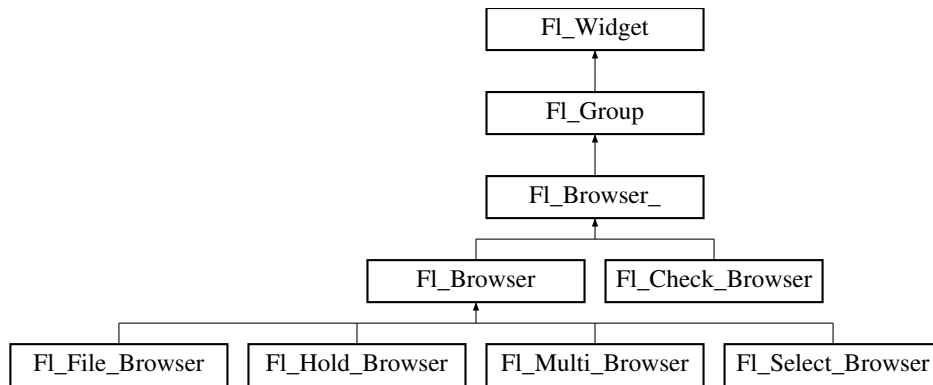 Fl_Widget
Fl_Group
Fl_Browser_
Fl_Browser
Fl_Check_Browser
Fl_File_Browser
Fl_Hold_Browser
Fl_Multi_Browser
Fl_Select_Browser